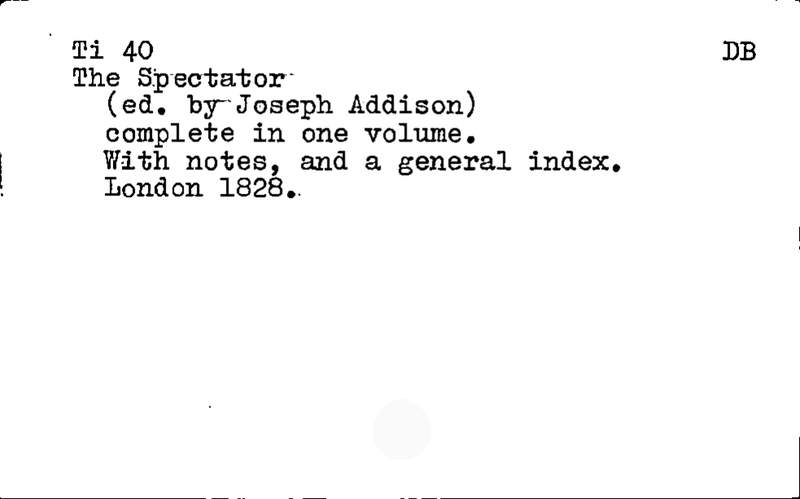 Ti 40 DB
The Spectator
(ed. by Joseph Addison)
complete in one volume.
With notes, and a general index.
London 1828.